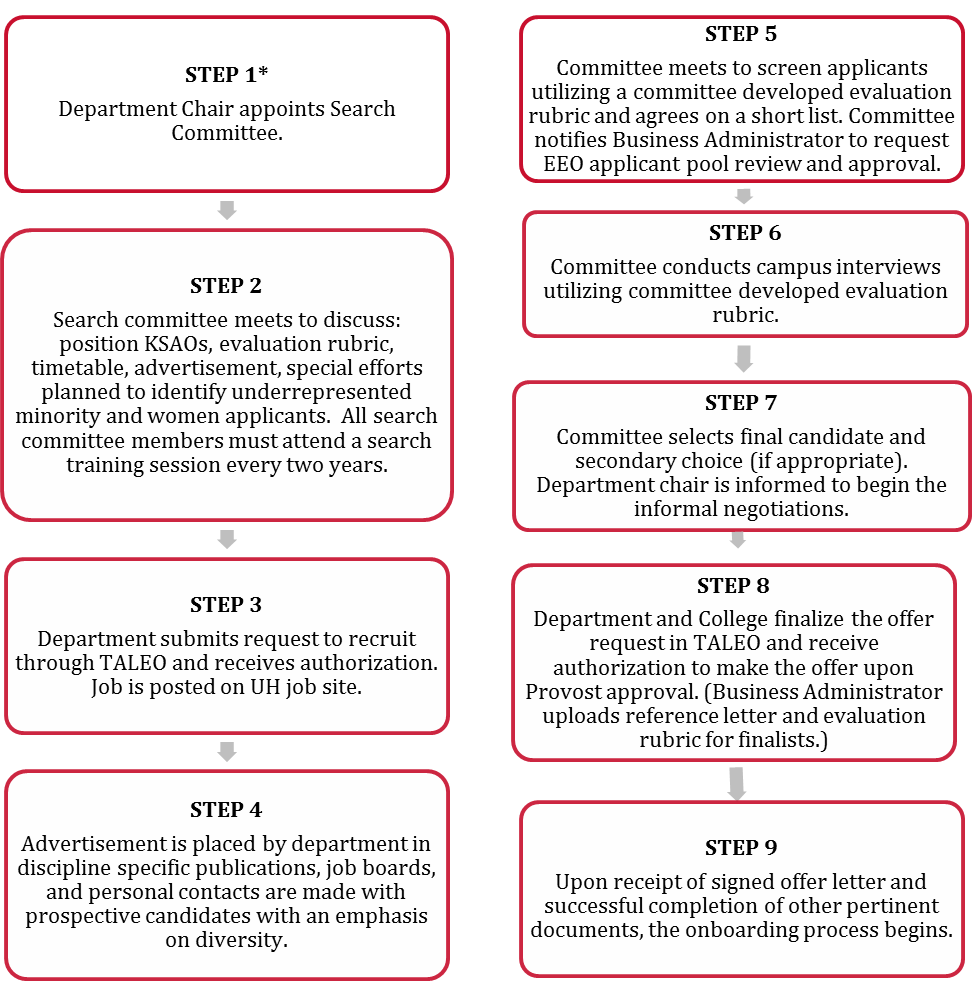 STEP 1*
Department Chair appoints Search
Committee.
STEP 2
Search committee meets to discuss:
position KSAOs, evaluation rubric,
timetable, advertisement, special efforts
planned to identify underrepresented
minority and women applicants.  All search
committee members must attend a search
training session every two years.
STEP 3
Department submits request to recruit
through TALEO and receives authorization.
Job is posted on UH job site.
STEP 4
Advertisement is placed by department in
discipline specific publications, job boards,
and personal contacts are made with
prospective candidates with an emphasis
on diversity.
STEP 5
Committee meets to screen applicants
utilizing a committee developed evaluation
rubric and agrees on a short list. Committee
notifies Business Administrator to request
EEO applicant pool review and approval.
STEP 6
Committee conducts campus interviews
utilizing committee developed evaluation
rubric.
STEP 7
Committee selects final candidate and
secondary choice (if appropriate).
Department chair is informed to begin the
informal negotiations.
STEP 8
Department and College finalize the offer
request in TALEO and receive
authorization to make the offer upon
Provost approval. (Business Administrator
uploads reference letter and evaluation
rubric for finalists.)
STEP 9
Upon receipt of signed offer letter and
successful completion of other pertinent
documents, the onboarding process begins.